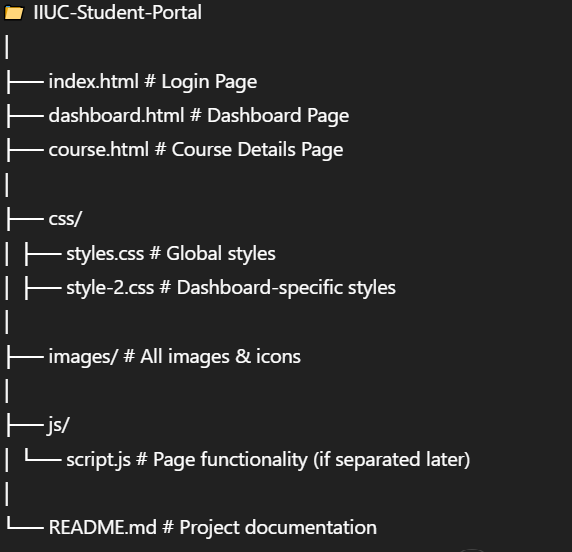 📂 IIUC-Student-Portal
│
├── index.html # Login Page
├── dashboard.html # Dashboard Page
├── course.html # Course Details Page
│
├── css/
│ ├── styles.css # Global styles
│ ├── style-2.css # Dashboard-specific styles
│
├── images/ # All images & icons
│
├── js/
│ └── script.js # Page functionality (if separated later)
│
└── README.md # Project documentation